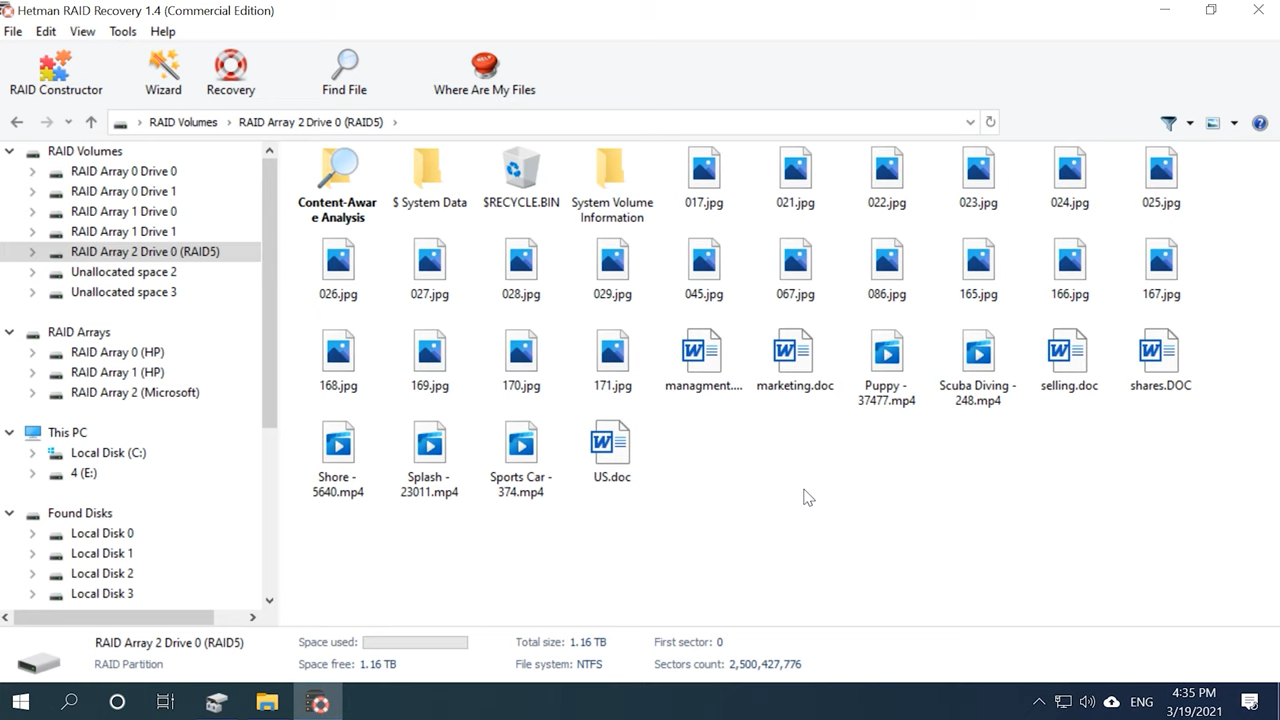 Hetman RAID Recovery 1.4 (Commercial Edition)
File Edit View Tools Help
RAID Constructor Wizard Recovery Find File Where Are My Files
RAID Volumes RAID Array 2 Drive 0 (RAID5)
RAID Volumes
RAID Array 0 Drive 0
RAID Array 0 Drive 1
RAID Array 1 Drive 0
RAID Array 1 Drive 1
RAID Array 2 Drive 0 (RAID5)
Unallocated space 2
Unallocated space 3
RAID Arrays
RAID Array 0 (HP)
RAID Array 1 (HP)
RAID Array 2 (Microsoft)
This PC
Local Disk (C:)
4 (E:)
Found Disks
Local Disk 0
Local Disk 1
Local Disk 2
Local Disk 3
Content-Awar
e Analysis
$ System Data
$RECYCLE.BIN
System Volume
Information
017.jpg 021.jpg 022.jpg 023.jpg 024.jpg 025.jpg
026.jpg 027.jpg 028.jpg 029.jpg 045.jpg 067.jpg 086.jpg 165.jpg 166.jpg 167.jpg
168.jpg 169.jpg 170.jpg 171.jpg managment.... marketing.doc
Puppy -
37477.mp4
Scuba Diving -
248.mp4
selling.doc shares.DOC
Shore -
5640.mp4
Splash -
23011.mp4
Sports Car -
374.mp4
US.doc
RAID Array 2 Drive 0 (RAID5) Space used: Total size: 1.16 TB First sector: 0
RAID Partition Space free: 1.16 TB File system: NTFS Sectors count: 2,500,427,776
ENG
4:35 PM
3/19/2021